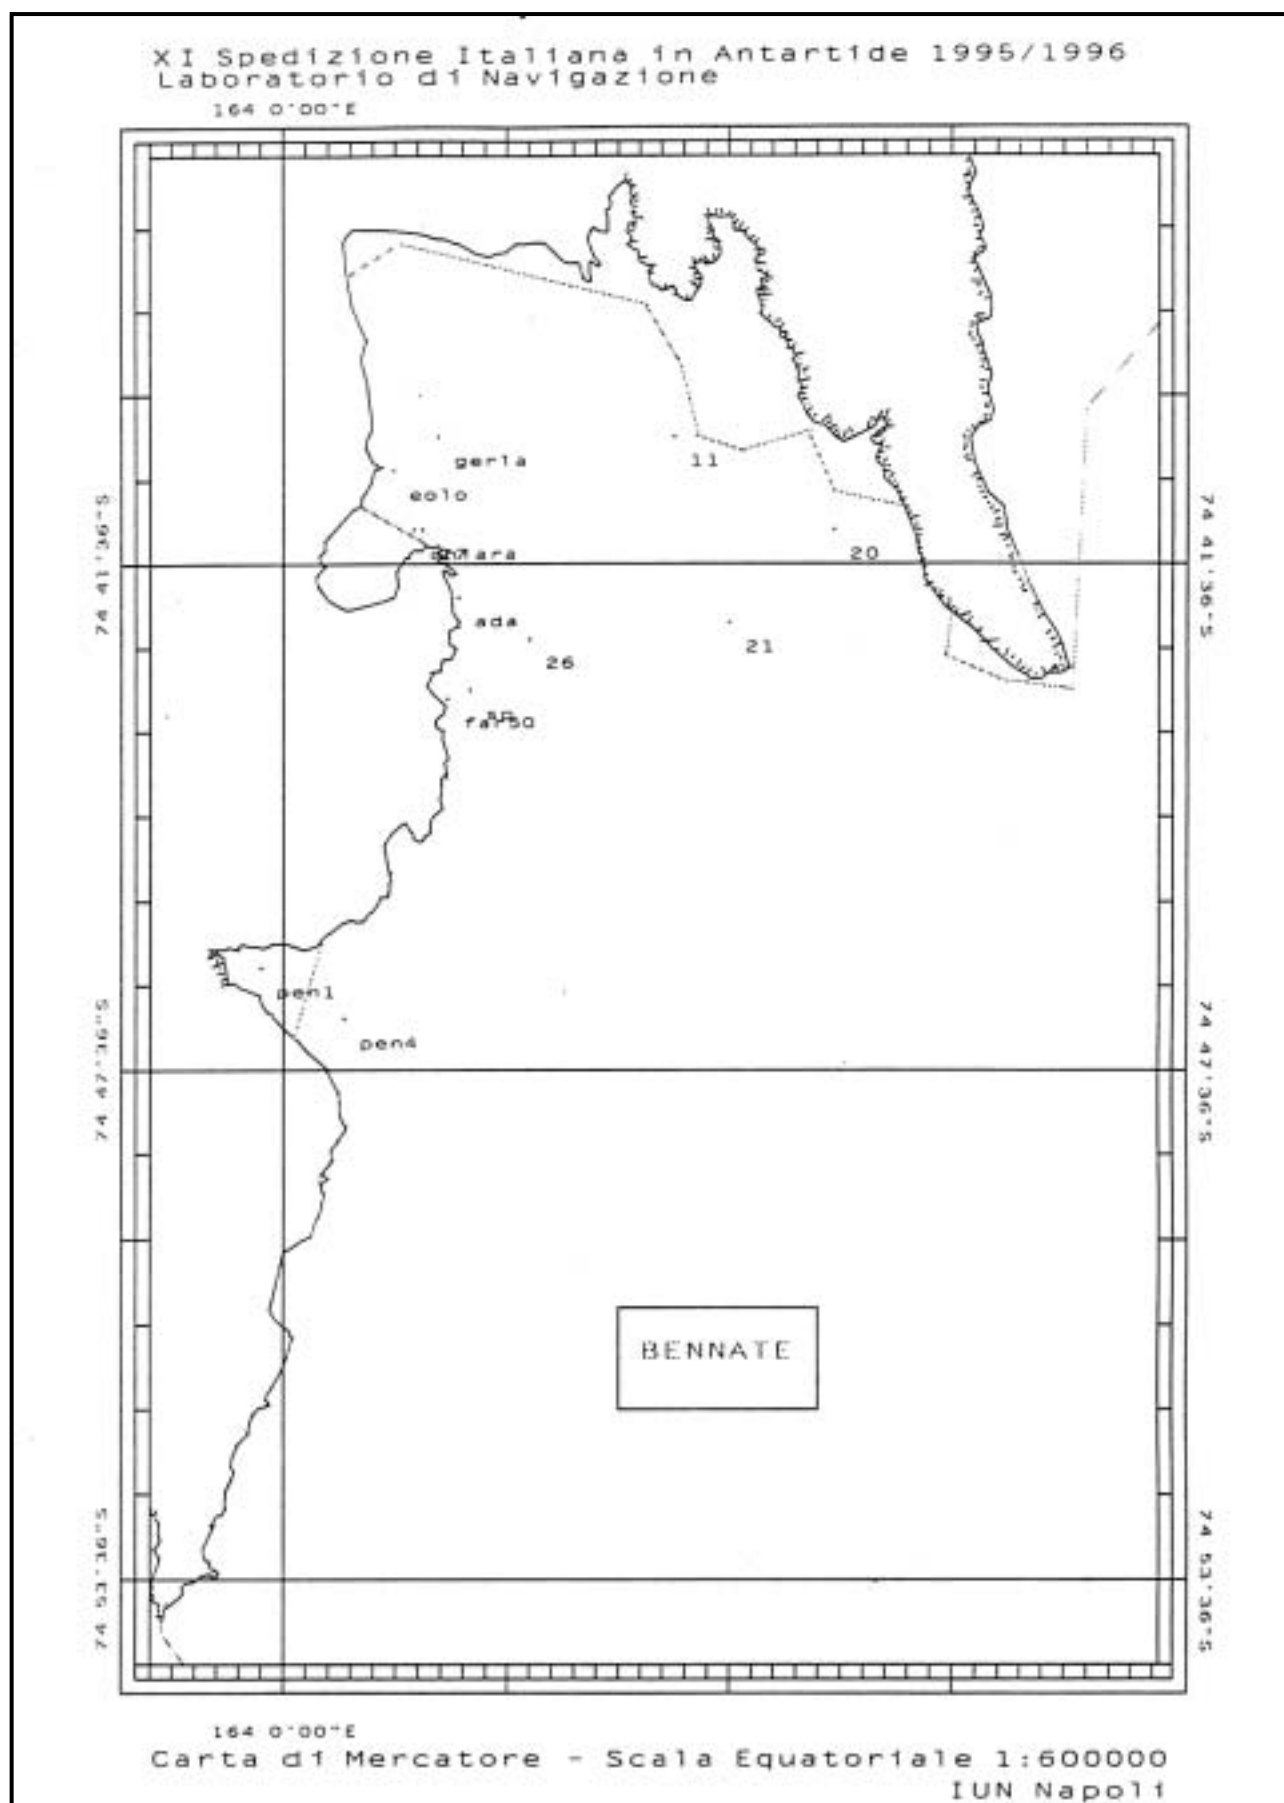 XI Spedizione Italiana in Antartide 1995/1996
Laboratorio di Navigazione
164 0'00"E
gerla
11
eolo
74 41'36"S
20
74 41'36"S
ada
21
26
far50
pen1
pen4
74 47'36"S
74 47'36"S
BENNATE
74 53'36"S
74 53'36"S
164 0'00"E
Carta di Mercatore - Scala Equatoriale 1:600000
IUN Napoli